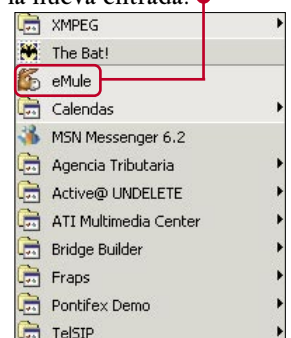 la nueva entrada.
XMPEG
The Bat!
eMule
Calendas
MSN Messenger 6.2
Agencia Tributaria
Active@ UNDELETE
ATI Multimedia Center
Bridge Builder
Fraps
Pontifex Demo
TelSIP